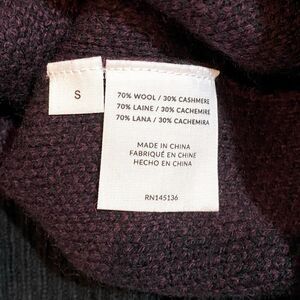 S
70% WOOL / 30% CASHMERE
70% LAINE / 30% CACHEMIRE
70% LANA / 30% CACHEMIRA
MADE IN CHINA
FABRIQUÉ EN CHINE
HECHO EN CHINA
RN145136